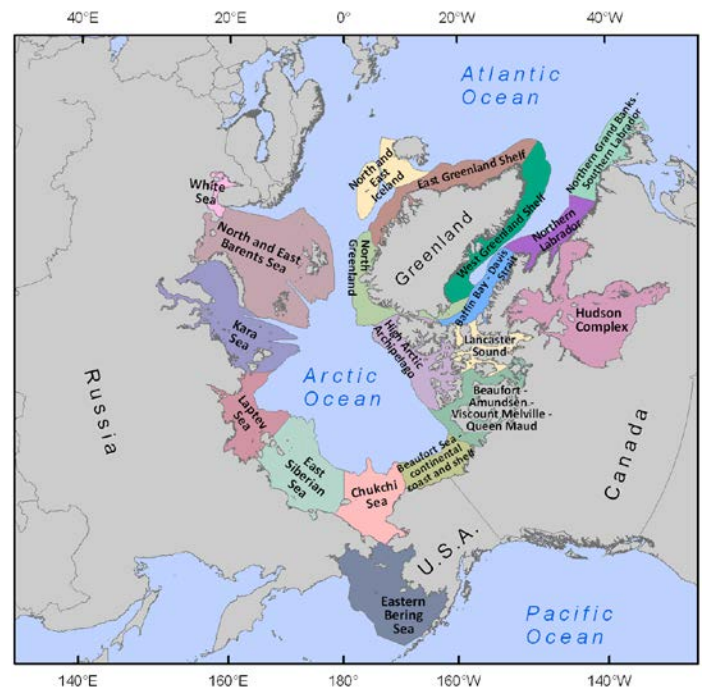 40°E 20°E 0° 20°W 40°W
Atlantic
Ocean
Northern Grand Banks -
Southern Labrador
North and
East
Iceland
East Greenland Shelf
White
Sea
West Greenland Shelf
Northern
Labrador
North and East
Barents Sea
North
Greenland
Greenland
Baffin Bay - Davis
Strait
Hudson
Complex
Kara
Sea
High Arctic
Archipelago
Lancaster
Sound
Arctic
Ocean
Beaufort -
Amundsen -
Viscount Melville -
Queen Maud
Russia
Laptev
Sea
Canada
East
Siberian
Sea
Beaufort Sea -
continental
coast and shelf
Chukchi
Sea
U.S.A.
Eastern
Bering
Sea
Pacific
Ocean
140°E 160°E 180° 160°W 140°W